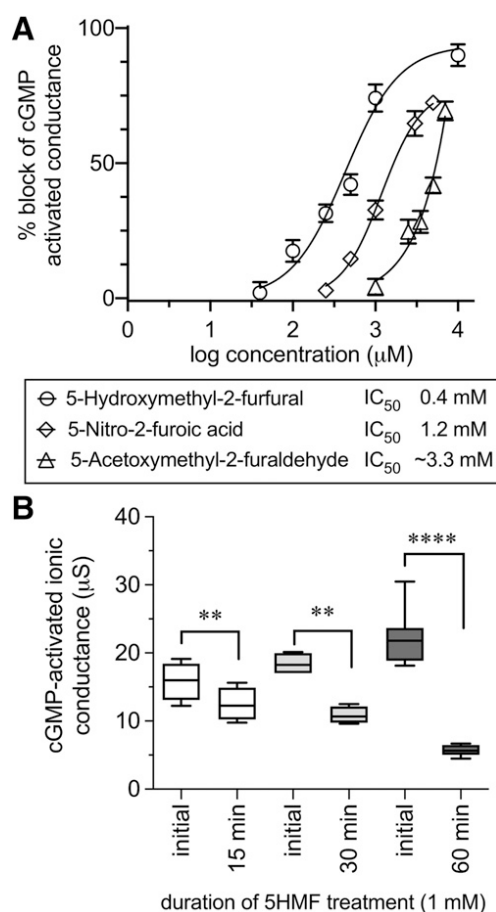 A
% block of cGMP
activated conductance
100
50
0
0 1 2 3 4
log concentration (μM)
5-Hydroxymethyl-2-furfural IC50 0.4 mM
5-Nitro-2-furoic acid IC50 1.2 mM
5-Acetoxymethyl-2-furaldehyde IC50 ~3.3 mM
B
cGMP-activated ionic
conductance (μS)
40
30
20
10
0
** ** ****
initial 15 min initial 30 min initial 60 min
duration of 5HMF treatment (1 mM)